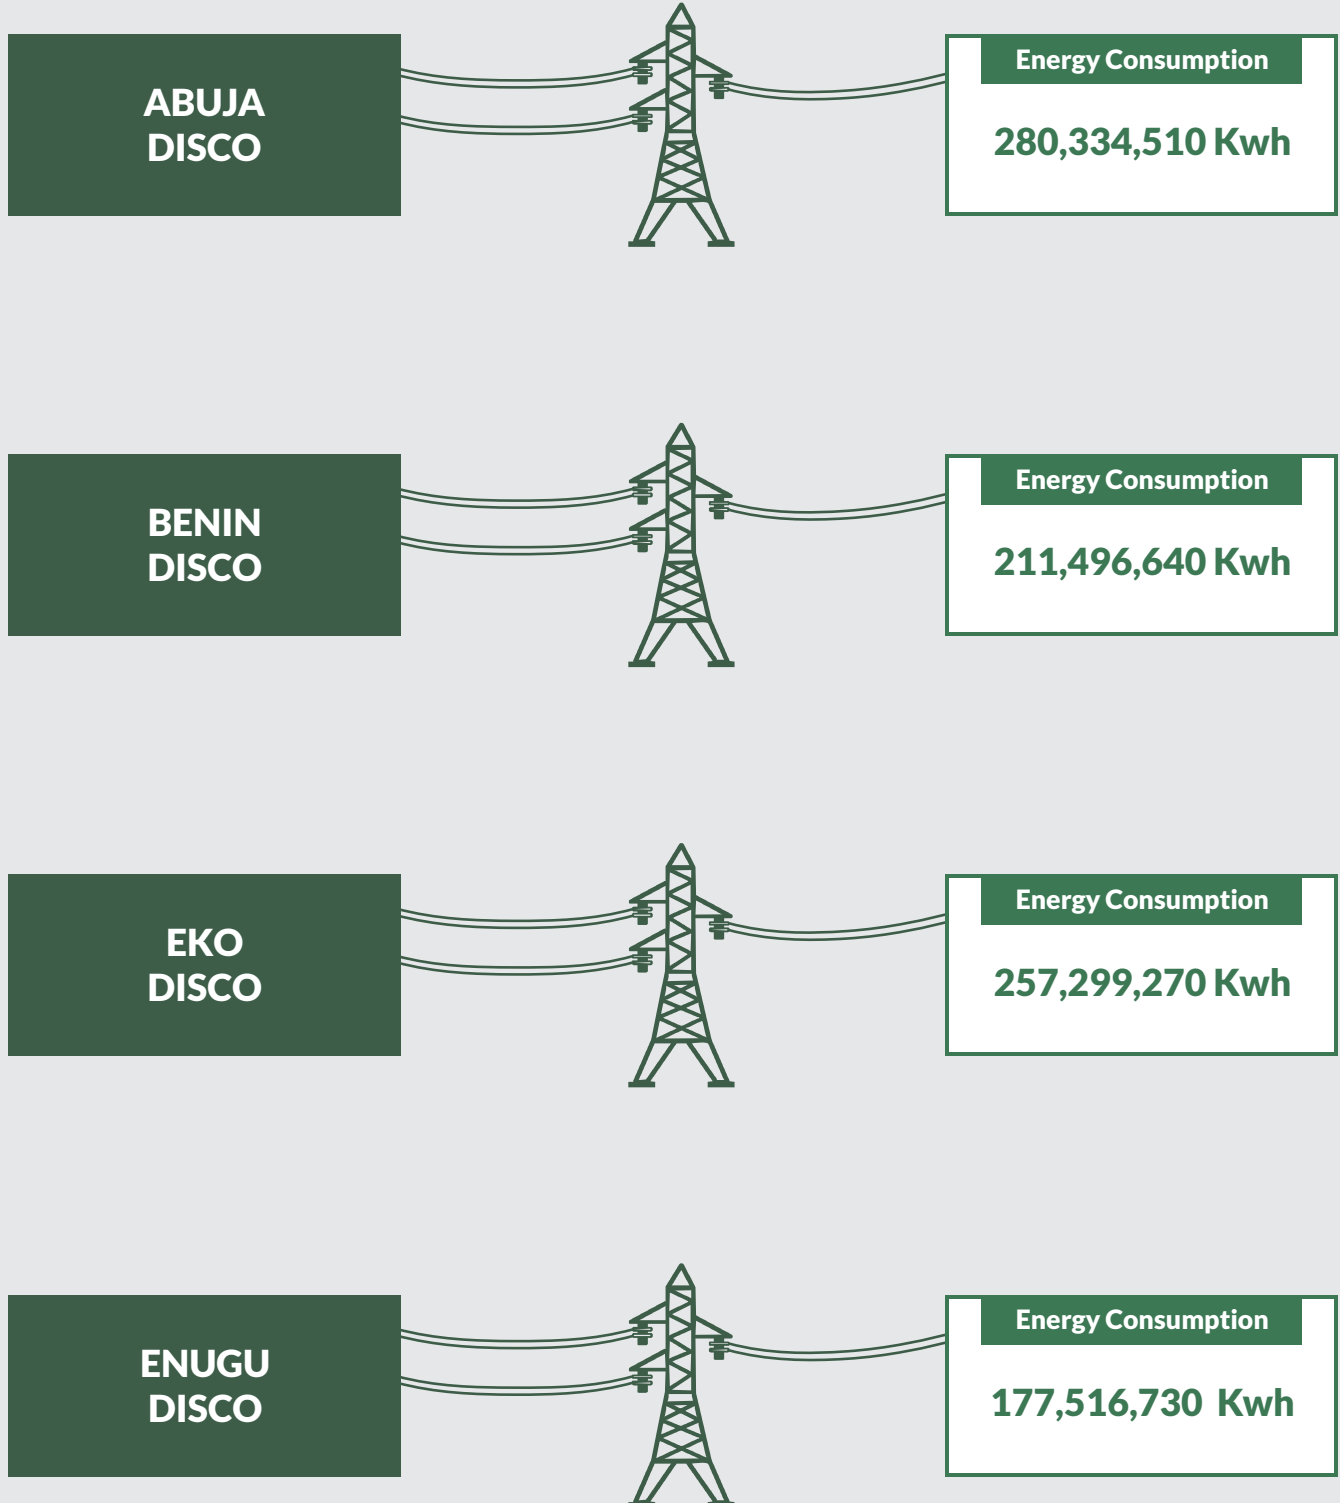 ABUJA
DISCO
Energy Consumption
280,334,510 Kwh
BENIN
DISCO
Energy Consumption
211,496,640 Kwh
EKO
DISCO
Energy Consumption
257,299,270 Kwh
ENUGU
DISCO
Energy Consumption
177,516,730 Kwh